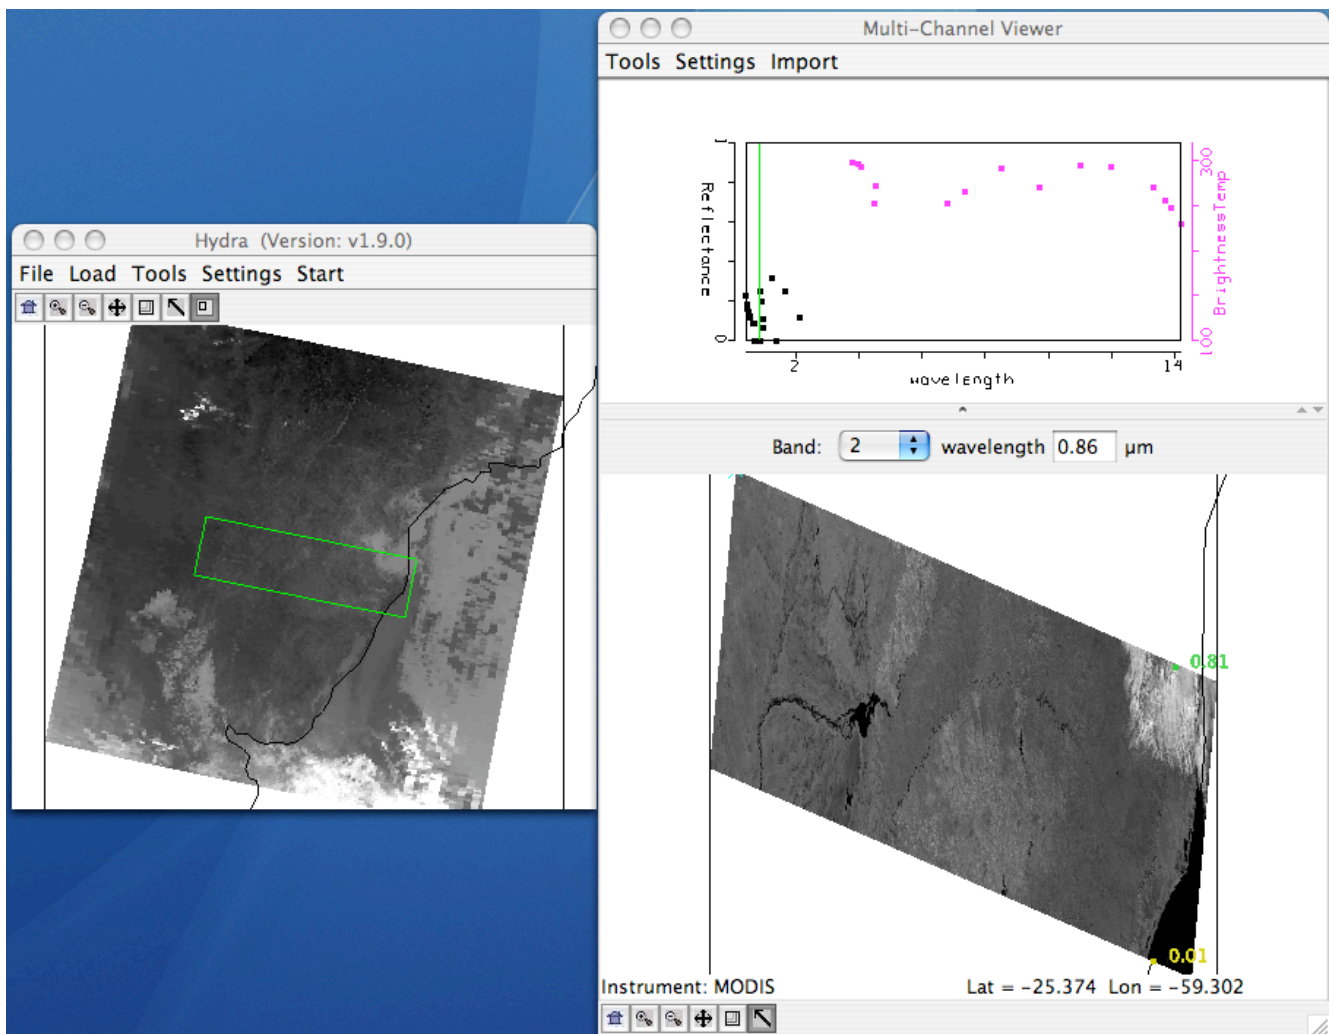 Multi-Channel Viewer
Tools Settings Import
1
Reflectance
0
300
BrightnessTemp
100
2
14
wavelength
Hydra (Version: v1.9.0)
File Load Tools Settings Start
Band: 2 wavelength 0.86 µm
0.81
0.01
Instrument: MODIS Lat = -25.374 Lon = -59.302